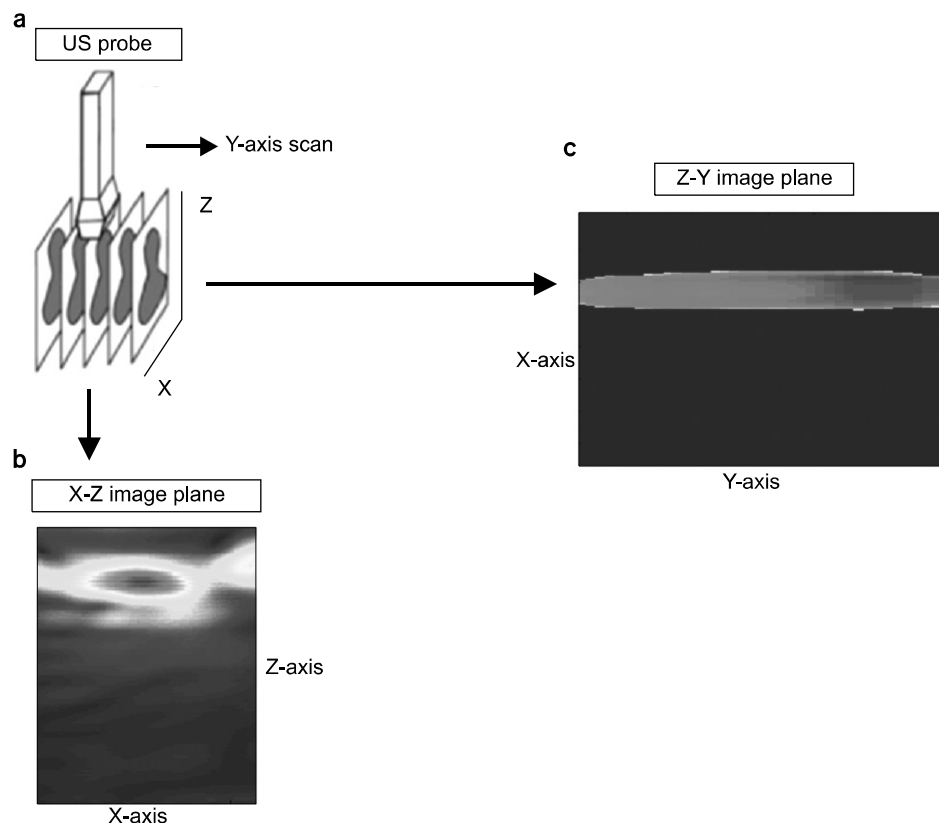 a
US probe
Y-axis scan
Z
X
b
X-Z image plane
Z-axis
X-axis
c
Z-Y image plane
X-axis
Y-axis